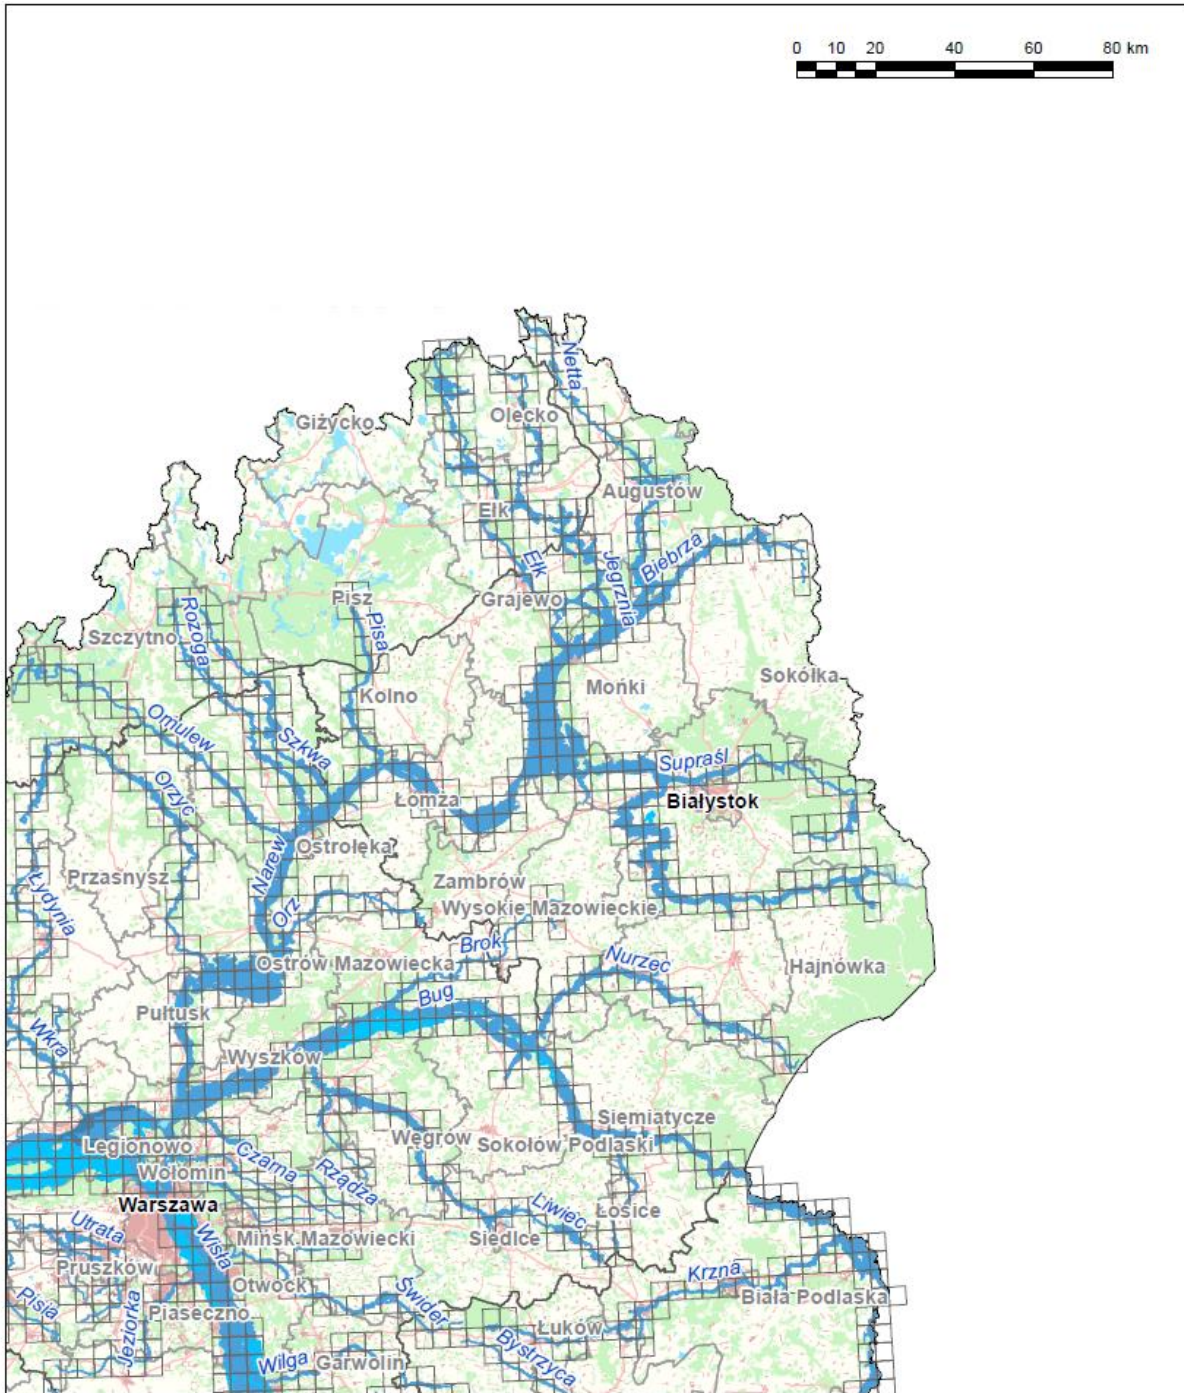 0 10 20 40 60 80 km
Netta
Olecko
Giżycko
Augustów
Ełk
Ełk
Jegrznia
Biebrza
Pisz
Grajewo
Rozoga
Pisa
Szczytno
Sokółka
Mońki
Kolno
Omulew
Szkwa
Supraśl
Orzyc
Łomża
Białystok
Ostrołęka
Narew
Przasnysz
Zambrów
Łydynia
Orz
Wysokie Mazowieckie
Brok
Nurzec
Ostrów Mazowiecka
Hajnówka
Bug
Pułtusk
Wkra
Wyszków
Siemiatycze
Węgrów
Sokołów Podlaski
Legionowo
Wołomin
Czarna
Rządza
Warszawa
Liwiec
Łosice
Utrata
Wisła
Mińsk Mazowiecki
Siedlce
Pruszków
Krzna
Otwock
Biała Podlaska
Pisia
Jeziorka
Piaseczno
Świder
Łuków
Bystrzyca
Wilga
Garwolin